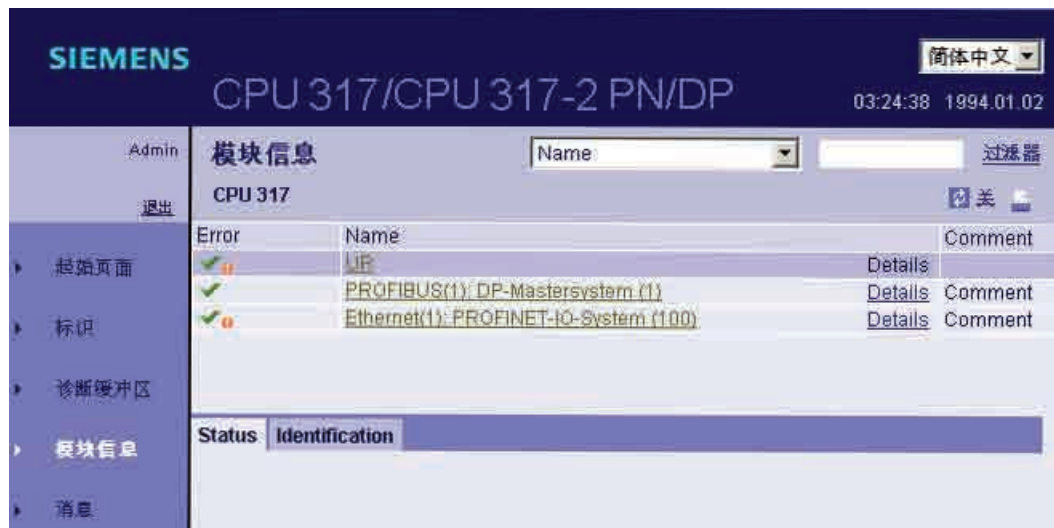 SIEMENS
简体中文
CPU 317/CPU 317-2 PN/DP
03:24:38 1994.01.02
Admin
模块信息
Name
过滤器
退出
CPU 317
关
Error Name Comment
起始页面
UR Details
PROFIBUS(1): DP-Mastersystem (1) Details Comment
Ethernet(1): PROFINET-IO-System (100) Details Comment
标识
诊断缓冲区
Status Identification
模块信息
消息